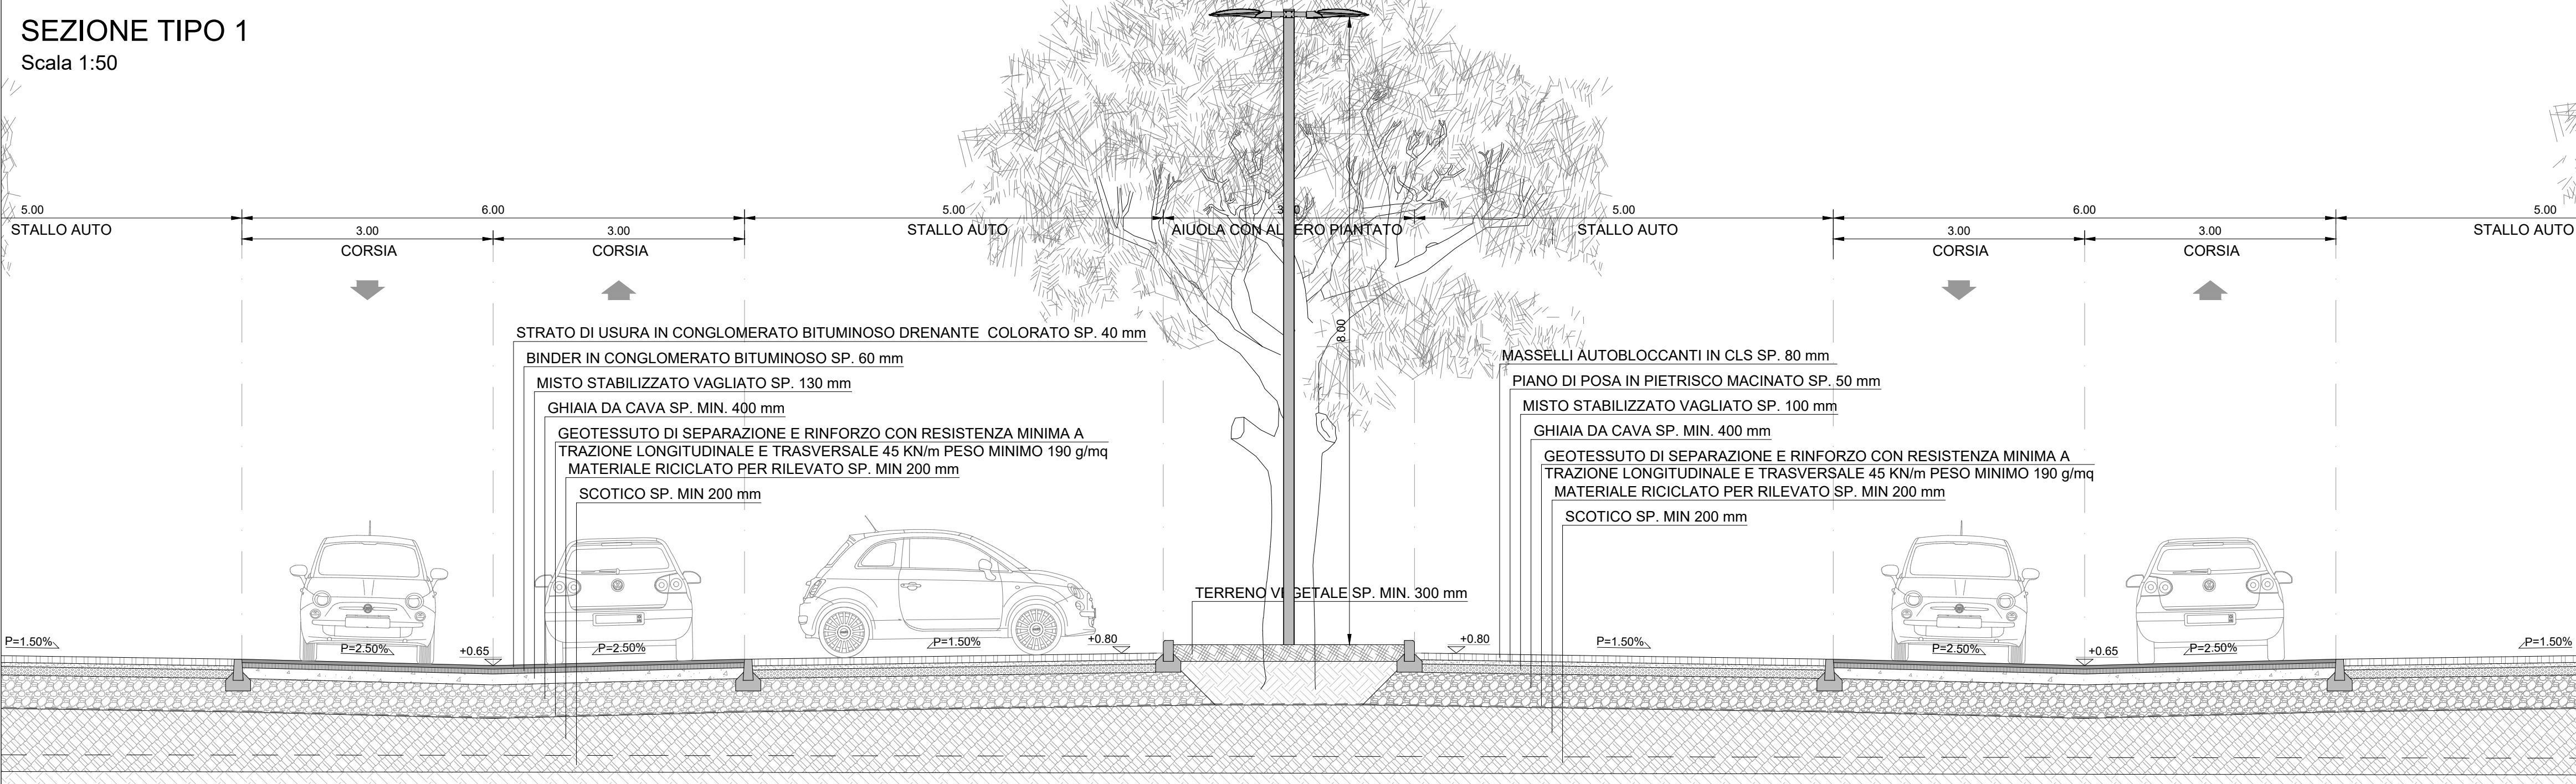 SEZIONE TIPO 1
Scala 1:50
5.00 6.00 5.00 5.00 6.00 5.00
STALLO AUTO 3.00 3.00 STALLO AUTO AIUOLA CON PIANTATO STALLO AUTO 3.00 3.00 STALLO AUTO
CORSIA CORSIA CORSIA CORSIA
8.00
STRATO DI USURA IN CONGLOMERATO BITUMINOSO DRENANTE COLORATO SP. 40 mm
BINDER IN CONGLOMERATO BITUMINOSO SP. 60 mm
MISTO STABILIZZATO VAGLIATO SP. 130 mm
GHIAIA DA CAVA SP. MIN. 400 mm
GEOTESSUTO DI SEPARAZIONE E RINFORZO CON RESISTENZA MINIMA A
TRAZIONE LONGITUDINALE E TRASVERSALE 45 KN/m PESO MINIMO 190 g/mq
MATERIALE RICICLATO PER RILEVATO SP. MIN 200 mm
SCOTICO SP. MIN 200 mm
MASSELLI AUTOBLOCCANTI IN CLS SP. 80 mm
PIANO DI POSA IN PIETRISCO MACINATO SP. 50 mm
MISTO STABILIZZATO VAGLIATO SP. 100 mm
GHIAIA DA CAVA SP. MIN. 400 mm
GEOTESSUTO DI SEPARAZIONE E RINFORZO CON RESISTENZA MINIMA A
TRAZIONE LONGITUDINALE E TRASVERSALE 45 KN/m PESO MINIMO 190 g/mq
MATERIALE RICICLATO PER RILEVATO SP. MIN 200 mm
SCOTICO SP. MIN 200 mm
TERRENO VEGETALE SP. MIN. 300 mm
P=1.50% P=2.50% +0.65 P=2.50% P=1.50% +0.80 +0.80 P=1.50% P=2.50% +0.65 P=2.50% P=1.50%